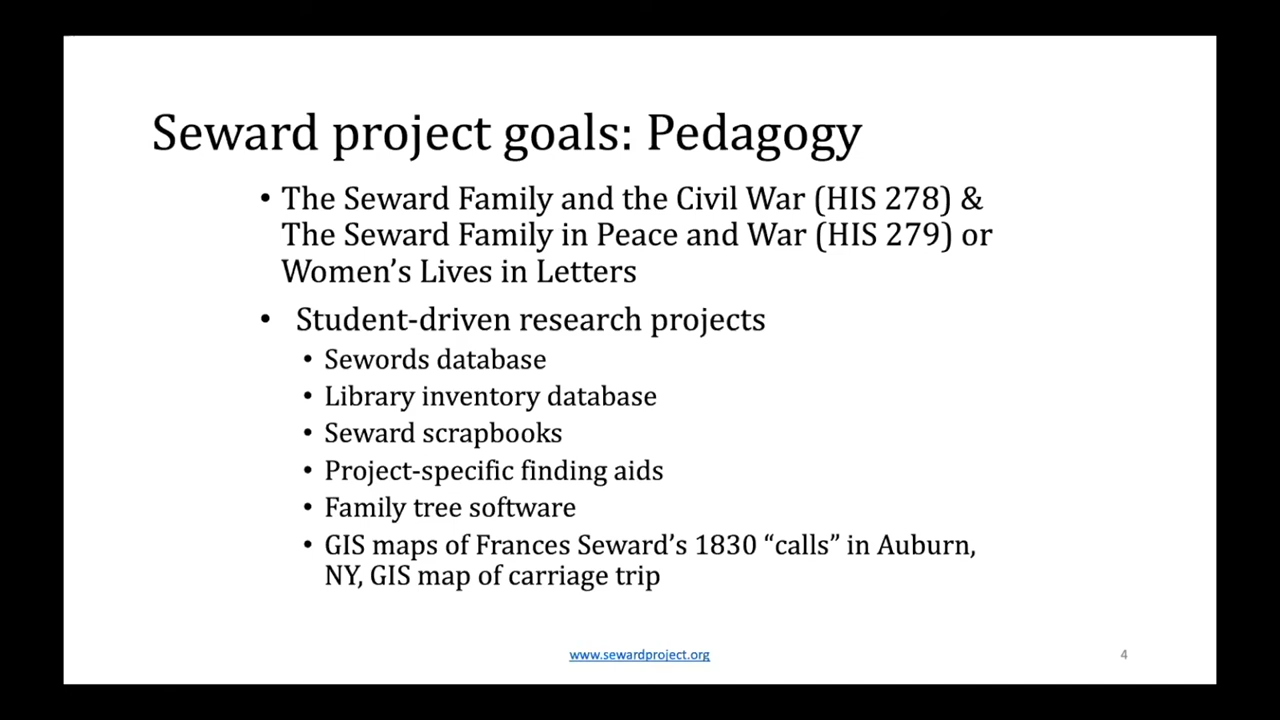 Seward project goals: Pedagogy
• The Seward Family and the Civil War (HIS 278) &
The Seward Family in Peace and War (HIS 279) or
Women’s Lives in Letters
• Student-driven research projects
• Sewords database
• Library inventory database
• Seward scrapbooks
• Project-specific finding aids
• Family tree software
• GIS maps of Frances Seward’s 1830 “calls” in Auburn,
NY, GIS map of carriage trip
www.sewardproject.org
4